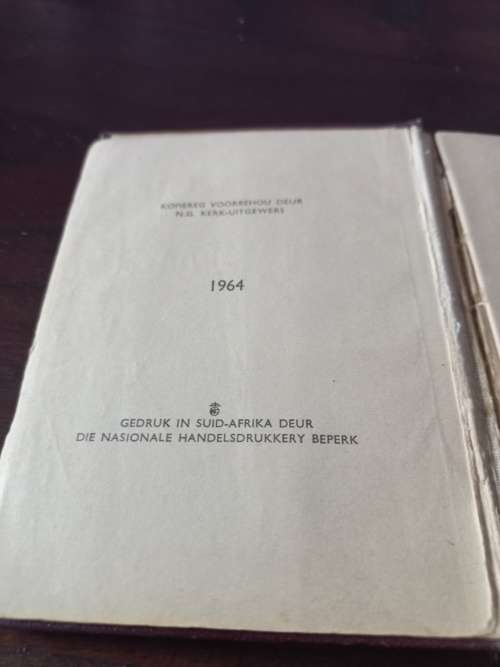 KOPIEREG VOORBEHOU DEUR
N.G. KERK-UITGEWERS
1964
GEDRUK IN SUID-AFRIKA DEUR
DIE NASIONALE HANDELSDRUKKERY BEPERK